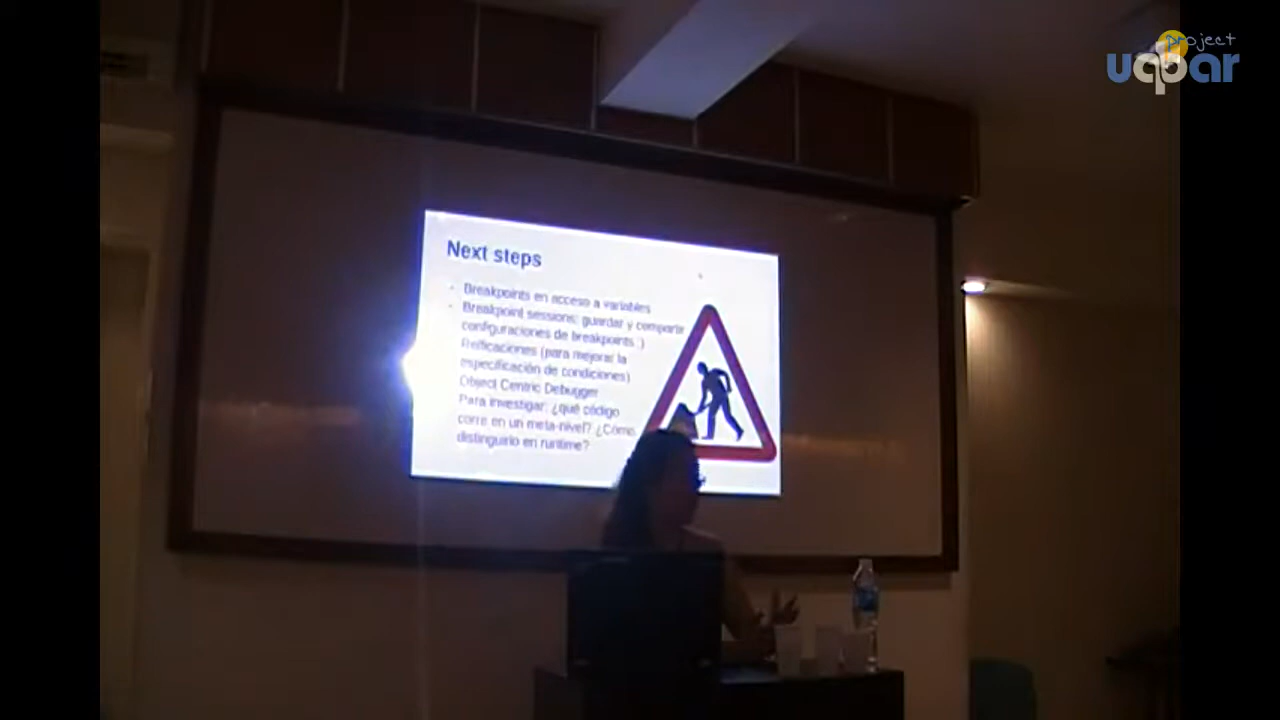 project
uqbar
Next steps
- Breakpoints en acceso a variables
- Breakpoint sessions: guardar y compartir
configuraciones de breakpoints :)
Reificaciones (para mejorar la
especificación de condiciones)
Object Centric Debugger
Para investigar: ¿qué código
corre en un meta-nivel? ¿Cómo
distinguirlo en runtime?